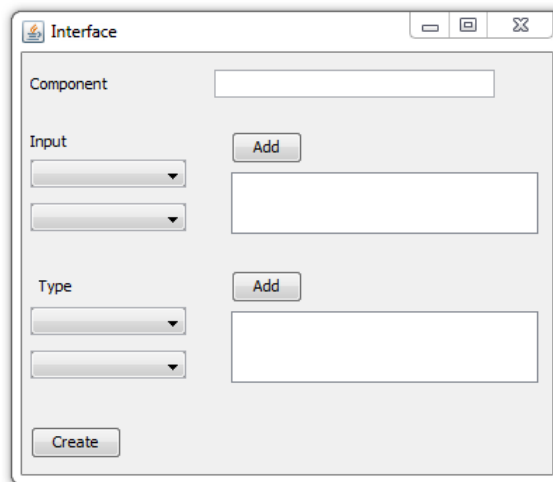 Interface
Component
Input
Add
Type
Add
Create